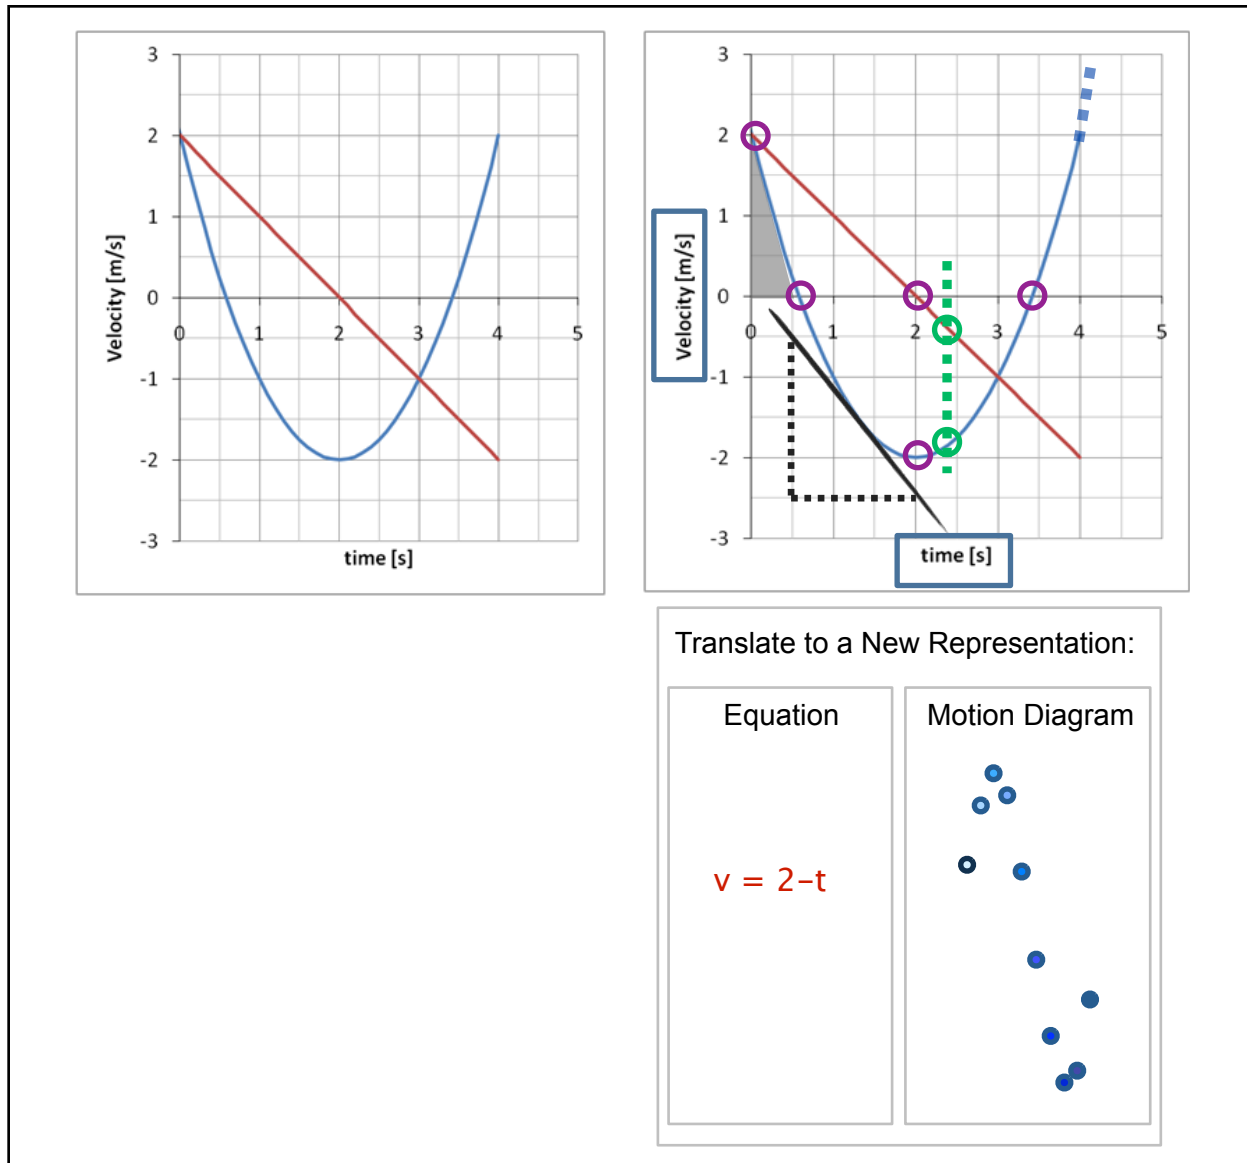 3
2
1
0
-1
-2
-3
0 1 2 3 4 5
Velocity [m/s]
time [s]
3
2
1
0
-1
-2
-3
0 1 2 3 4 5
Velocity [m/s]
time [s]
Translate to a New Representation:
Equation
Motion Diagram
v = 2-t